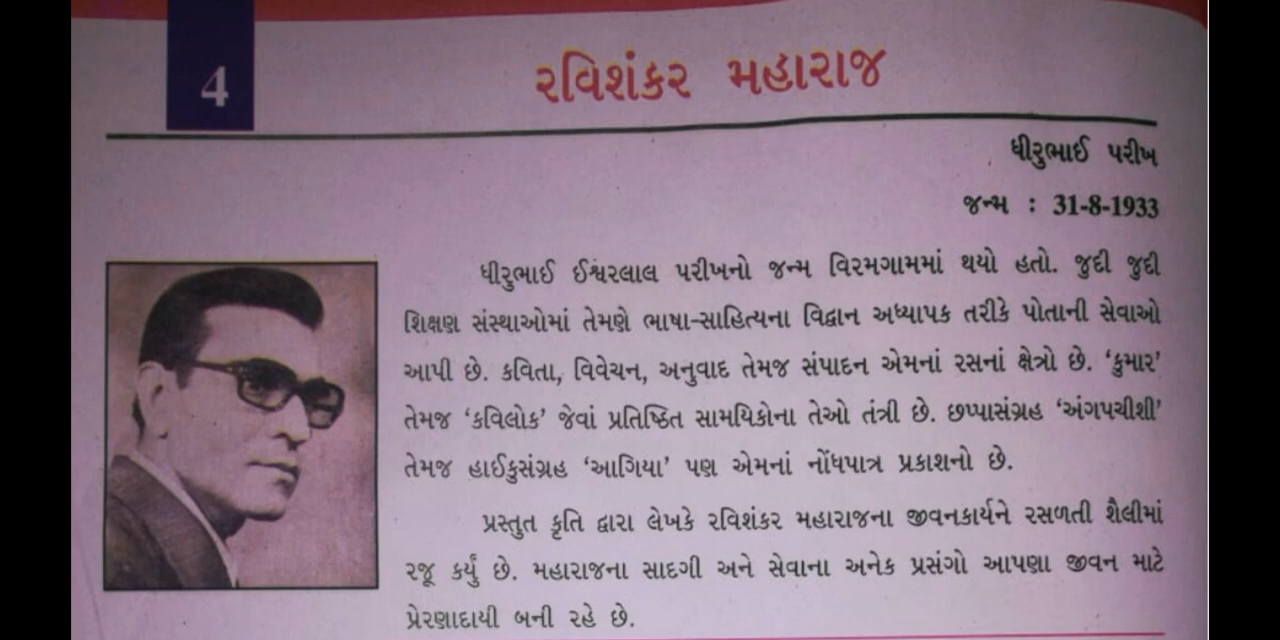 4
રવિશંકર મહારાજ
ધીરુભાઈ પરીખ
જન્મ : 31-8-1933
ધીરુભાઈ ઈશ્વરલાલ પરીખનો જન્મ વિરમગામમાં થયો હતો. જુદી જુદી
શિક્ષણ સંસ્થાઓમાં તેમણે ભાષા-સાહિત્યના વિદ્વાન અધ્યાપક તરીકે પોતાની સેવાઓ
આપી છે. કવિતા, વિવેચન, અનુવાદ તેમજ સંપાદન એમનાં રસનાં ક્ષેત્રો છે. ‘કુમાર’
તેમજ ‘કવિલોક’ જેવાં પ્રતિષ્ઠિત સામયિકોના તેઓ તંત્રી છે. છપ્પાસંગ્રહ ‘અંગપચીશી’
તેમજ હાઈકુસંગ્રહ ‘આગિયા’ પણ એમનાં નોંધપાત્ર પ્રકાશનો છે.
પ્રસ્તુત કૃતિ દ્વારા લેખકે રવિશંકર મહારાજના જીવનકાર્યને રસળતી શૈલીમાં
રજૂ કર્યું છે. મહારાજના સાદગી અને સેવાના અનેક પ્રસંગો આપણા જીવન માટે
પ્રેરણાદાયી બની રહે છે.